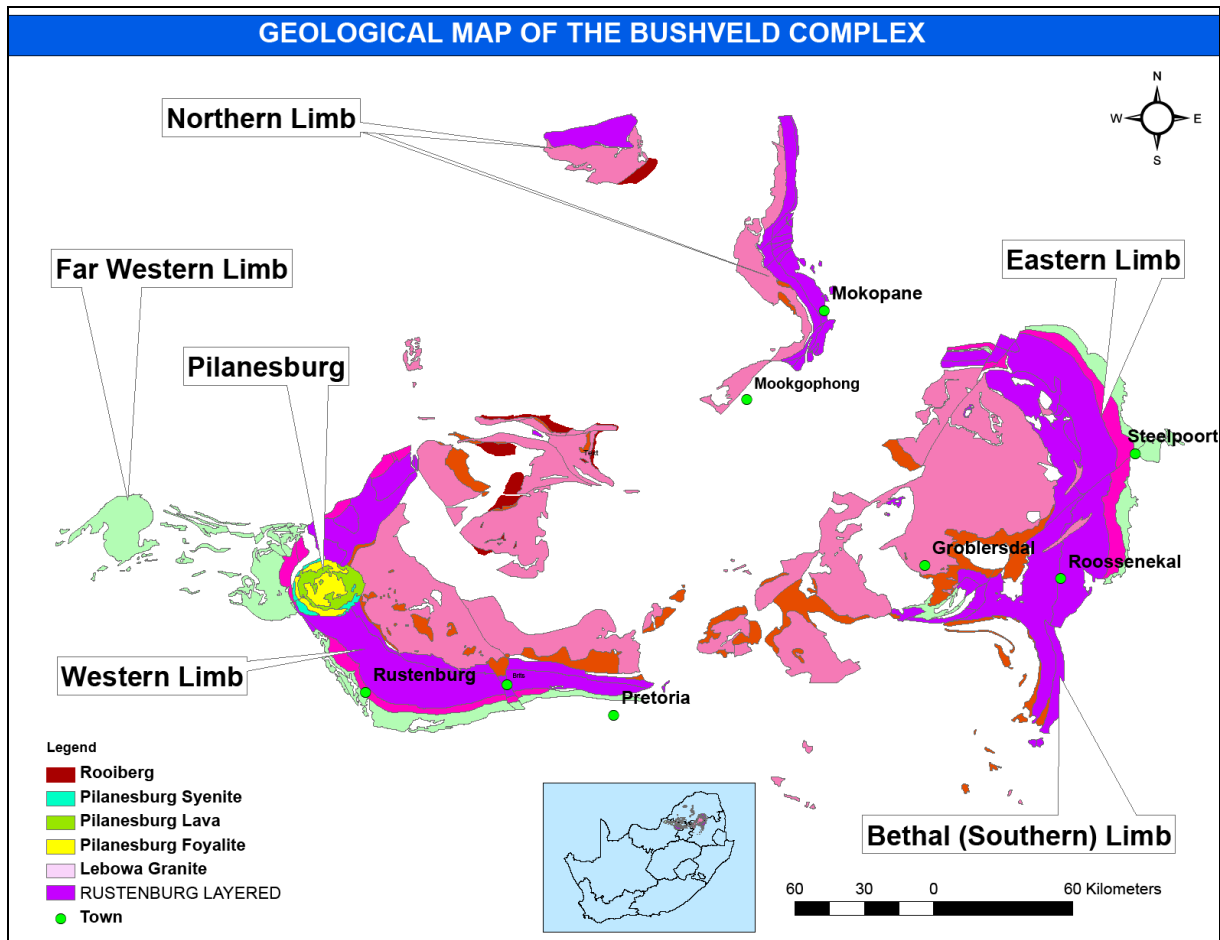 GEOLOGICAL MAP OF THE BUSHVELD COMPLEX
N
W
E
S
Northern Limb
Far Western Limb
Eastern Limb
Mokopane
Pilanesburg
Mookgophong
Steelpoort
Groblersdal
Roossenekal
Western Limb
Rustenburg
Pretoria
Bethal (Southern) Limb
Legend
Rooiberg
Pilanesburg Syenite
Pilanesburg Lava
Pilanesburg Foyalite
Lebowa Granite
RUSTENBURG LAYERED
Town
60 30 0 60 Kilometers